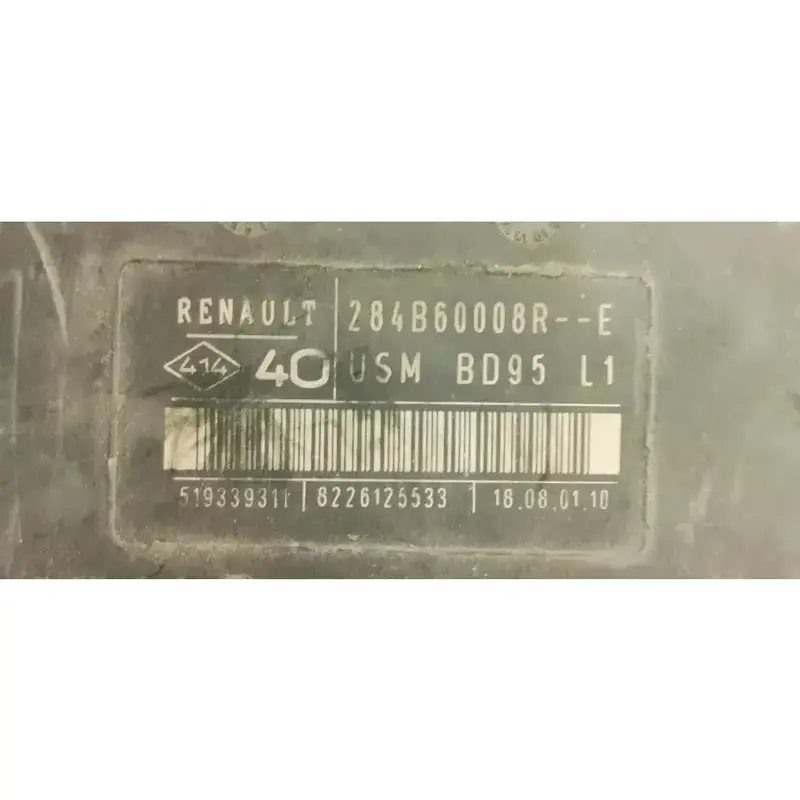 RENAULT 284B60008R--E
414 40 USM BD95 L1
519339311 8226125533 18.08.01.10